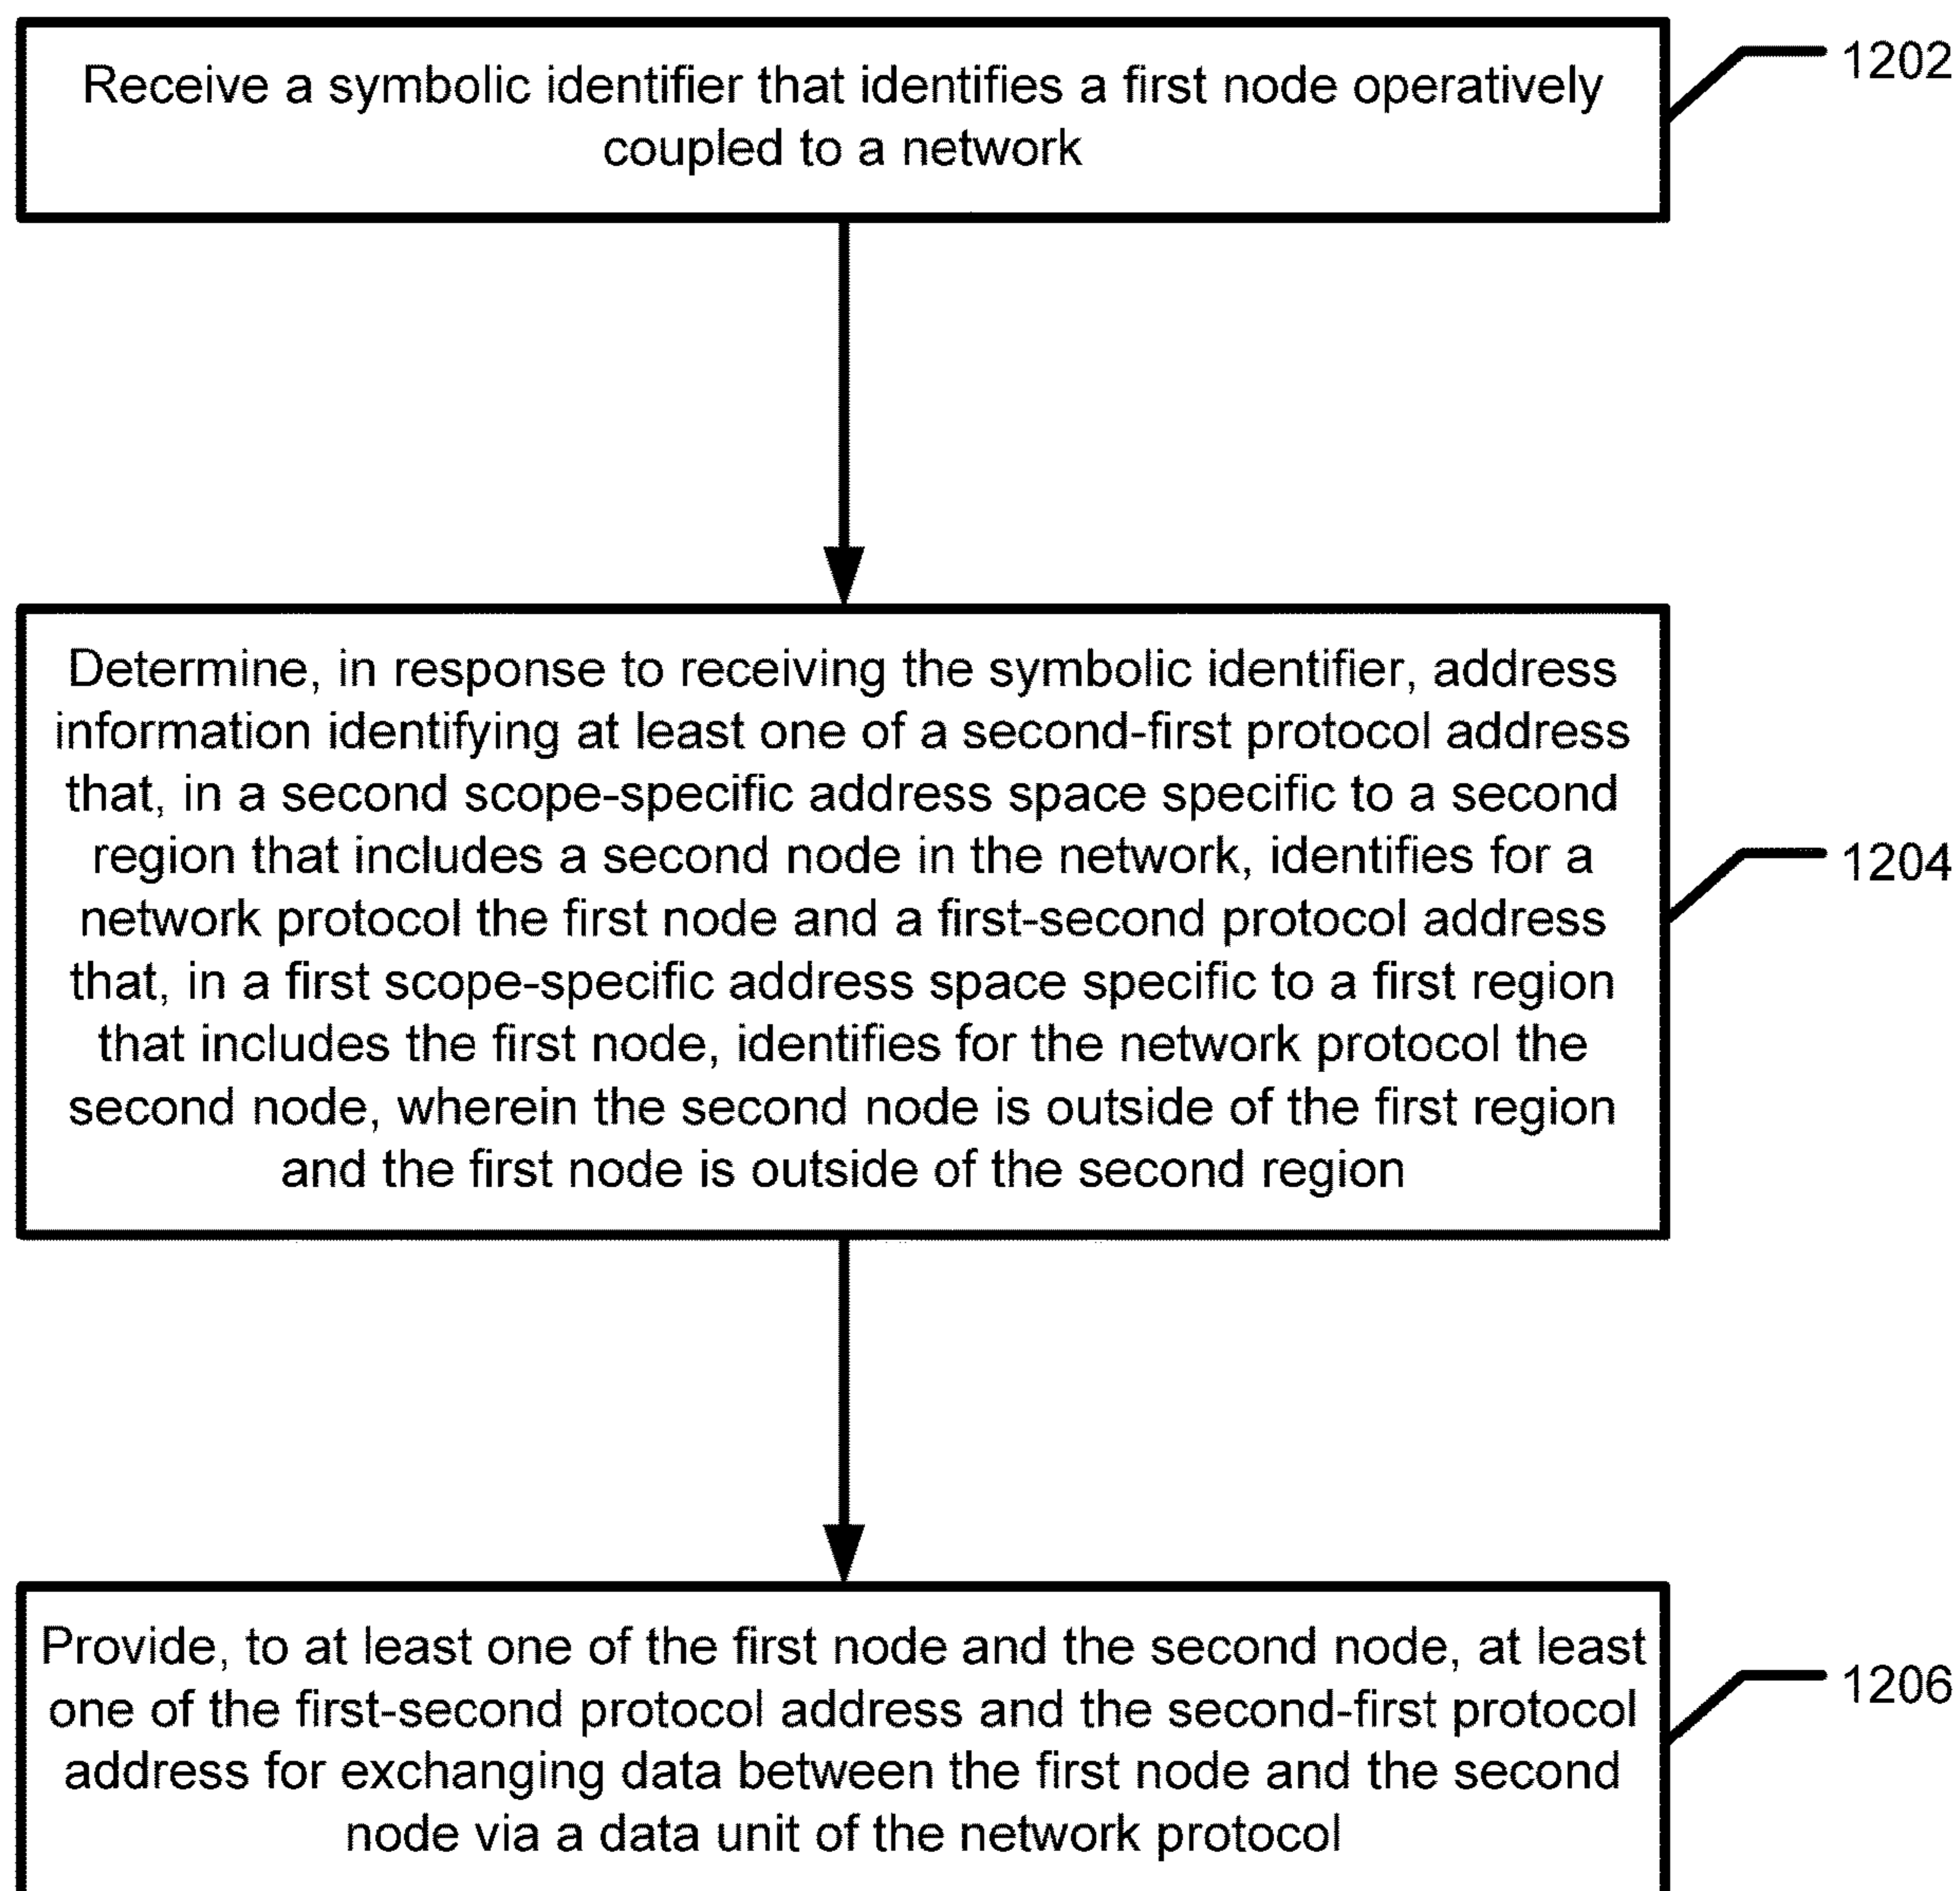 Receive a symbolic identifier that identifies a first node operatively
coupled to a network
1202
Determine, in response to receiving the symbolic identifier, address
information identifying at least one of a second-first protocol address
that, in a second scope-specific address space specific to a second
region that includes a second node in the network, identifies for a
network protocol the first node and a first-second protocol address
that, in a first scope-specific address space specific to a first region
that includes the first node, identifies for the network protocol the
second node, wherein the second node is outside of the first region
and the first node is outside of the second region
1204
Provide, to at least one of the first node and the second node, at least
one of the first-second protocol address and the second-first protocol
address for exchanging data between the first node and the second
node via a data unit of the network protocol
1206